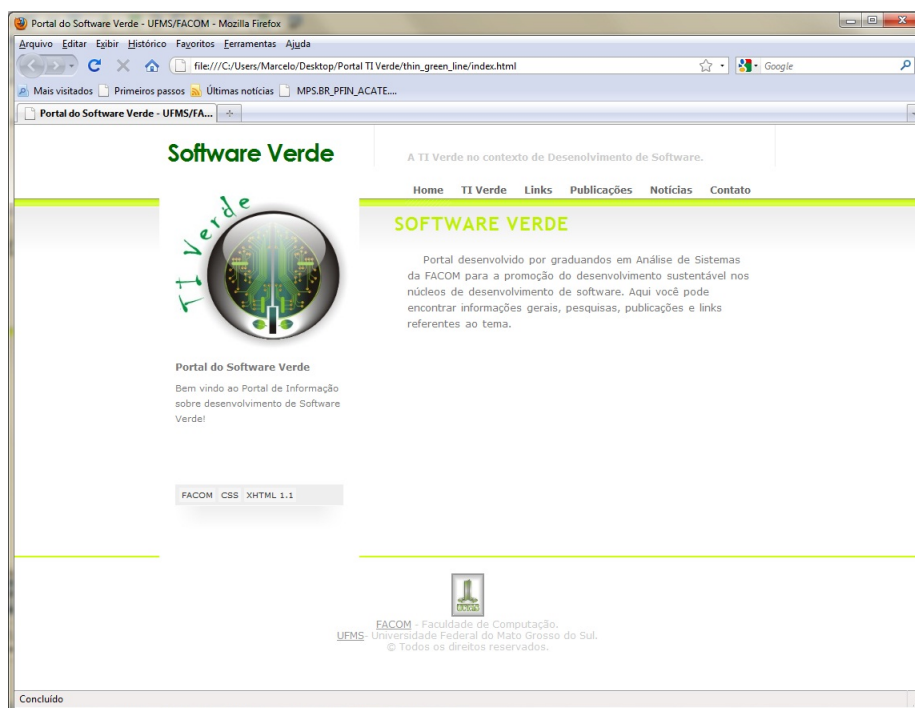 Portal do Software Verde - UFMS/FACOM - Mozilla Firefox
Arquivo Editar Exibir Histórico Favoritos Ferramentas Ajuda
file:///C:/Users/Marcelo/Desktop/Portal TI Verde/thin_green_line/index.html
Google
Mais visitados Primeiros passos Últimas notícias MPS.BR_PFIN_ACATE....
Portal do Software Verde - UFMS/FA...
Software Verde
A TI Verde no contexto de Desenolvimento de Software.
Home TI Verde Links Publicações Notícias Contato
TI Verde
SOFTWARE VERDE
Portal desenvolvido por graduandos em Análise de Sistemas
da FACOM para a promoção do desenvolvimento sustentável nos
núcleos de desenvolvimento de software. Aqui você pode
encontrar informações gerais, pesquisas, publicações e links
referentes ao tema.
Portal do Software Verde
Bem vindo ao Portal de Informação
sobre desenvolvimento de Software
Verde!
FACOM CSS XHTML 1.1
FACOM - Faculdade de Computação.
UFMS- Universidade Federal do Mato Grosso do Sul.
© Todos os direitos reservados.
Concluído